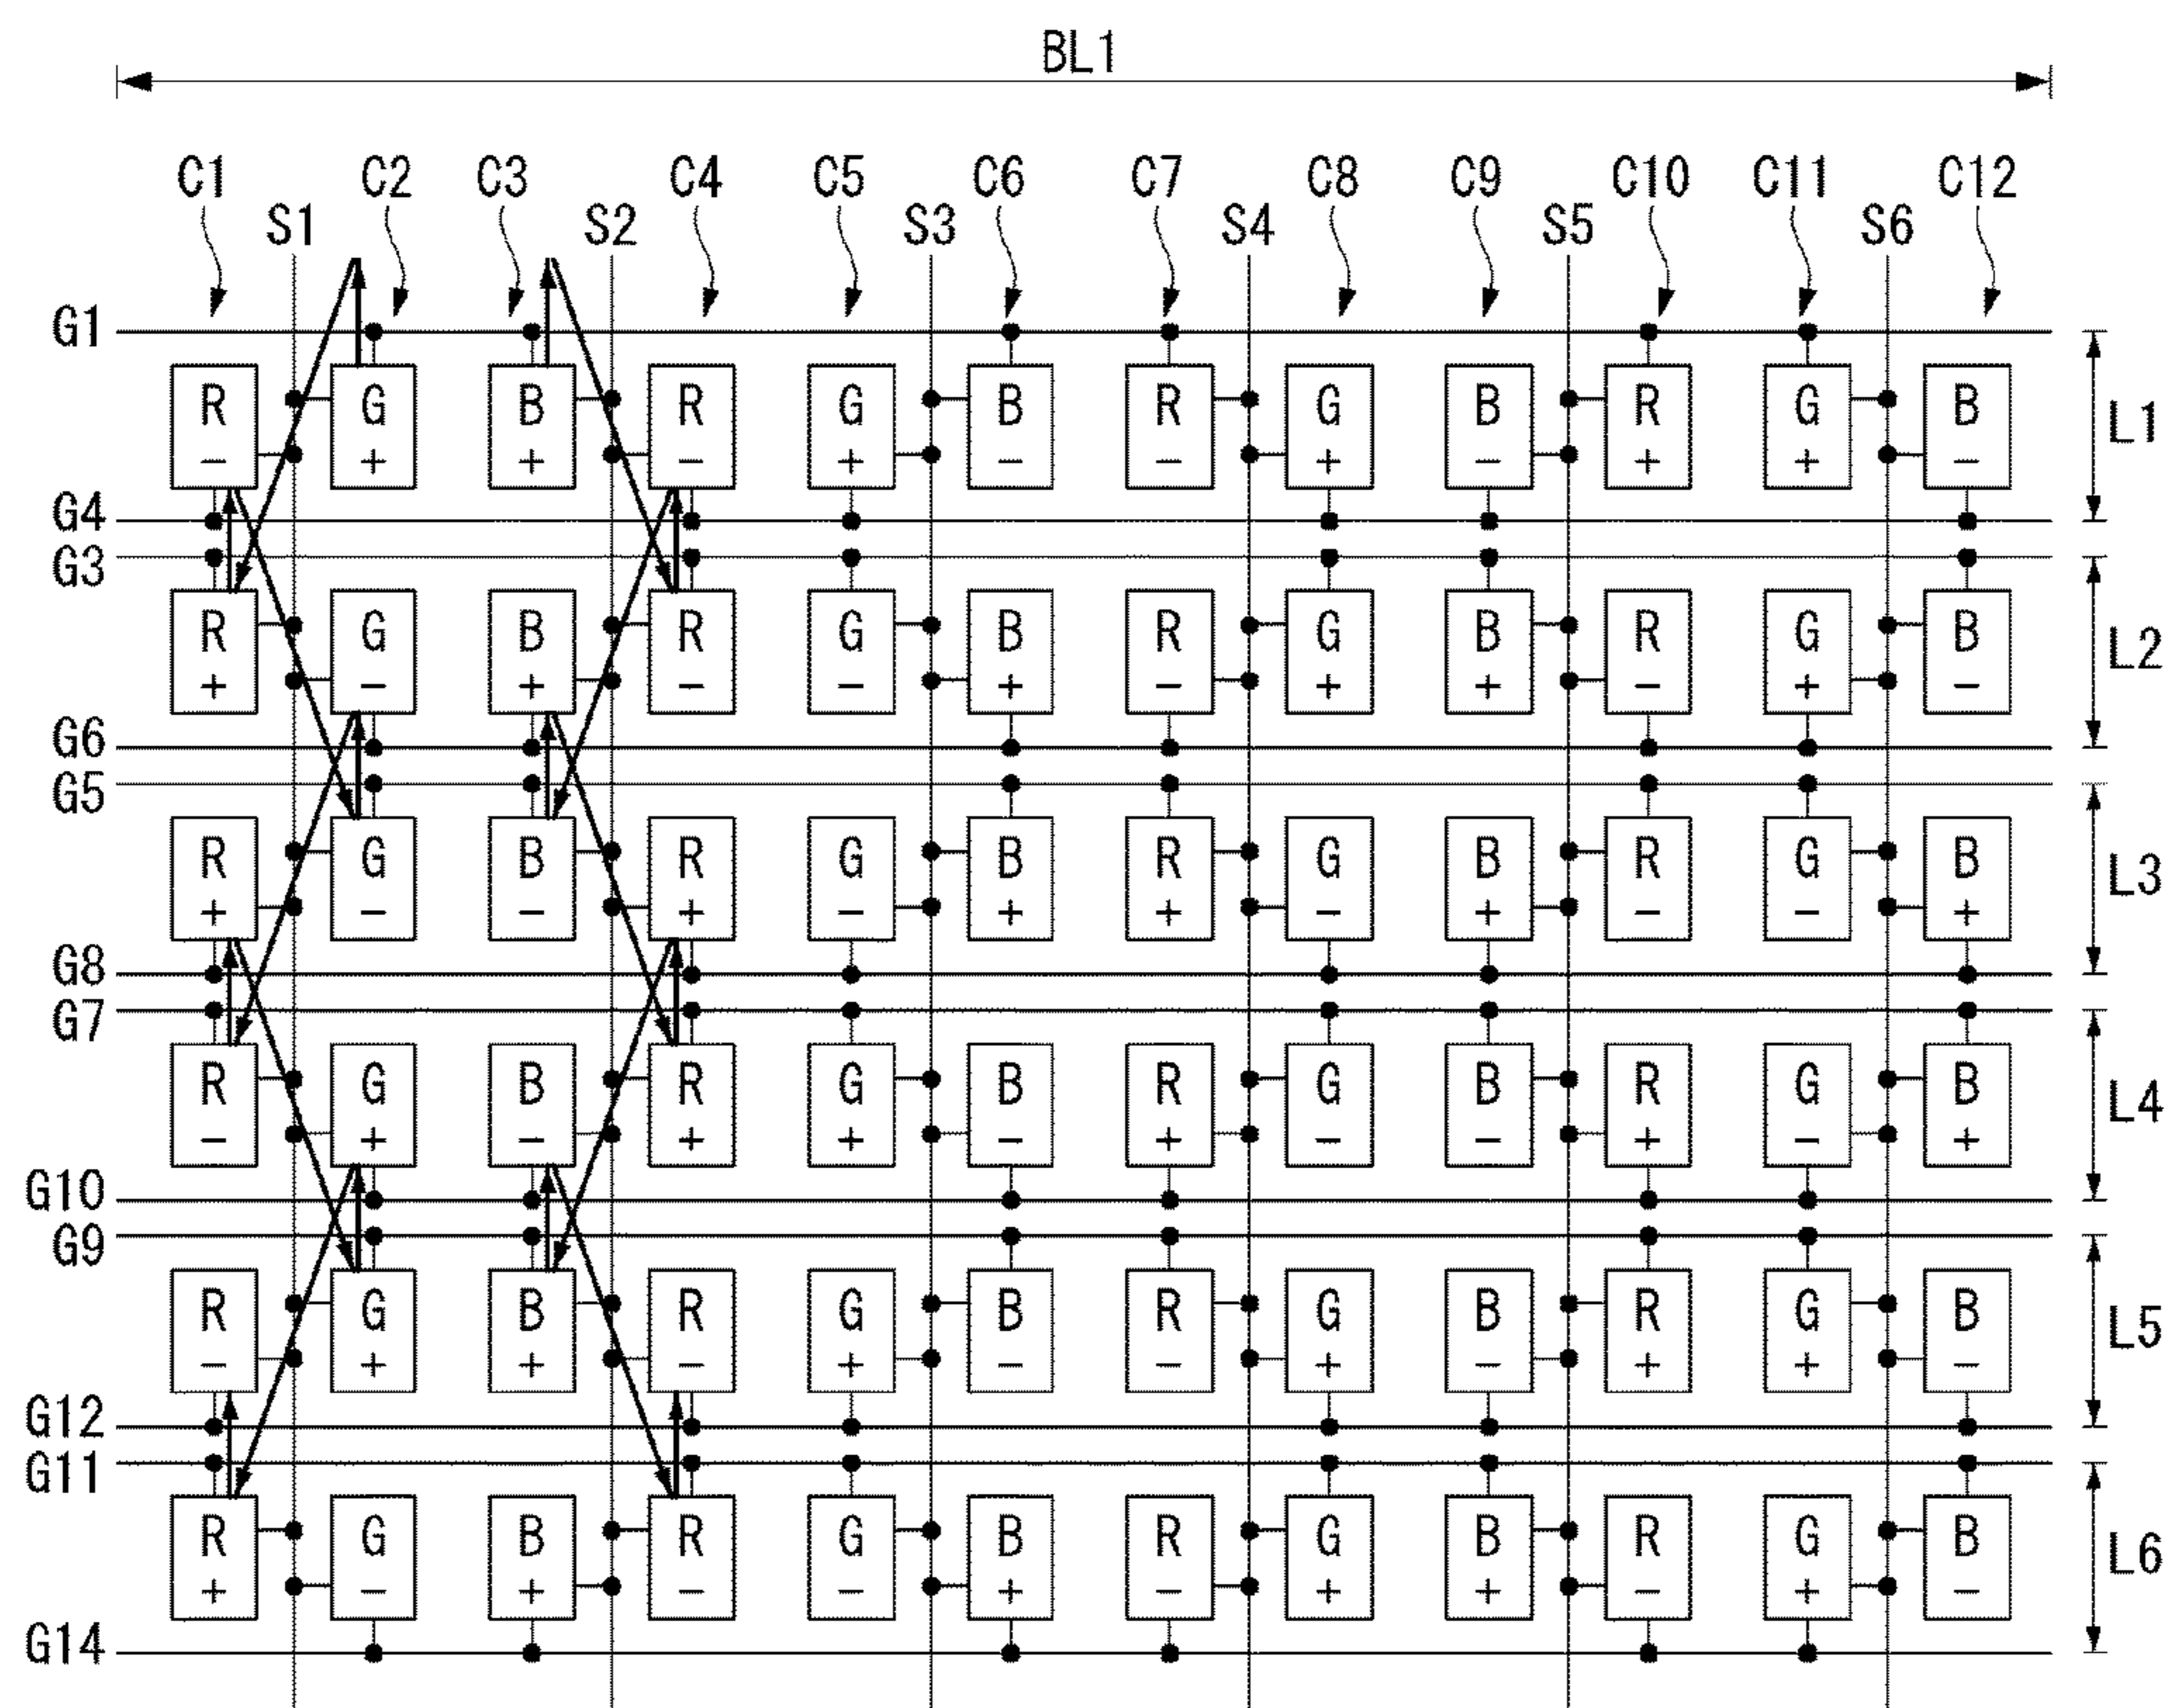 BL1
C1 C2 C3 C4 C5 C6 C7 C8 C9 C10 C11 C12
S1 S2 S3 S4 S5 S6
G1
R G B R G B R G B R G B
L1
− + + − + − − + − + + −
G4
G3
R G B R G B R G B R G B
L2
+ − + − − + − + + − + −
G6
G5
R G B R G B R G B R G B
L3
+ − − + − + + − + − − +
G8
G7
R G B R G B R G B R G B
L4
− + − + + − + − − + − +
G10
G9
R G B R G B R G B R G B
L5
− + + − + − − + − + + −
G12
G11
R G B R G B R G B R G B
L6
+ − + − − + − + + − + −
G14